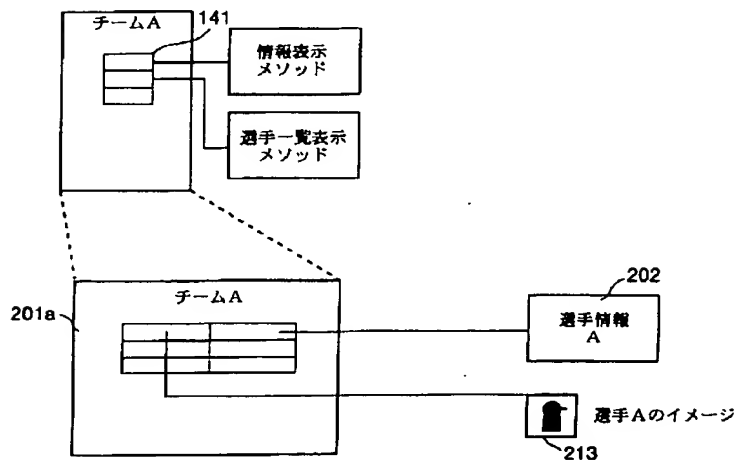 チームA
141
情報表示
メソッド
選手一覧表示
メソッド
201a
チームA
202
選手情報
A
選手Aのイメージ
213